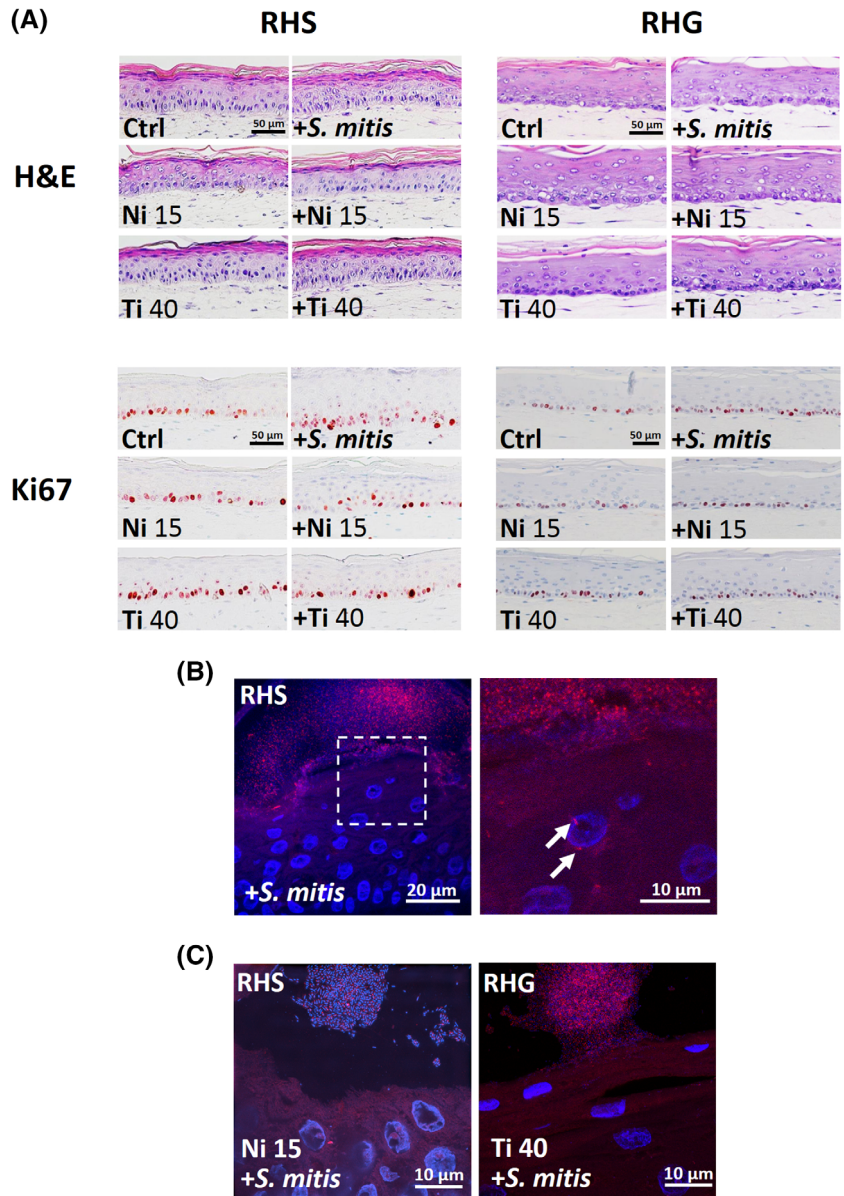 (A)
RHS RHG
H&E
Ctrl 50 µm +S. mitis Ctrl 50 µm +S. mitis
Ni 15 +Ni 15 Ni 15 +Ni 15
Ti 40 +Ti 40 Ti 40 +Ti 40
Ki67
Ctrl 50 µm +S. mitis Ctrl 50 µm +S. mitis
Ni 15 +Ni 15 Ni 15 +Ni 15
Ti 40 +Ti 40 Ti 40 +Ti 40
(B)
RHS
+S. mitis 20 µm 10 µm
(C)
RHS RHG
Ni 15 Ti 40
+S. mitis 10 µm +S. mitis 10 µm